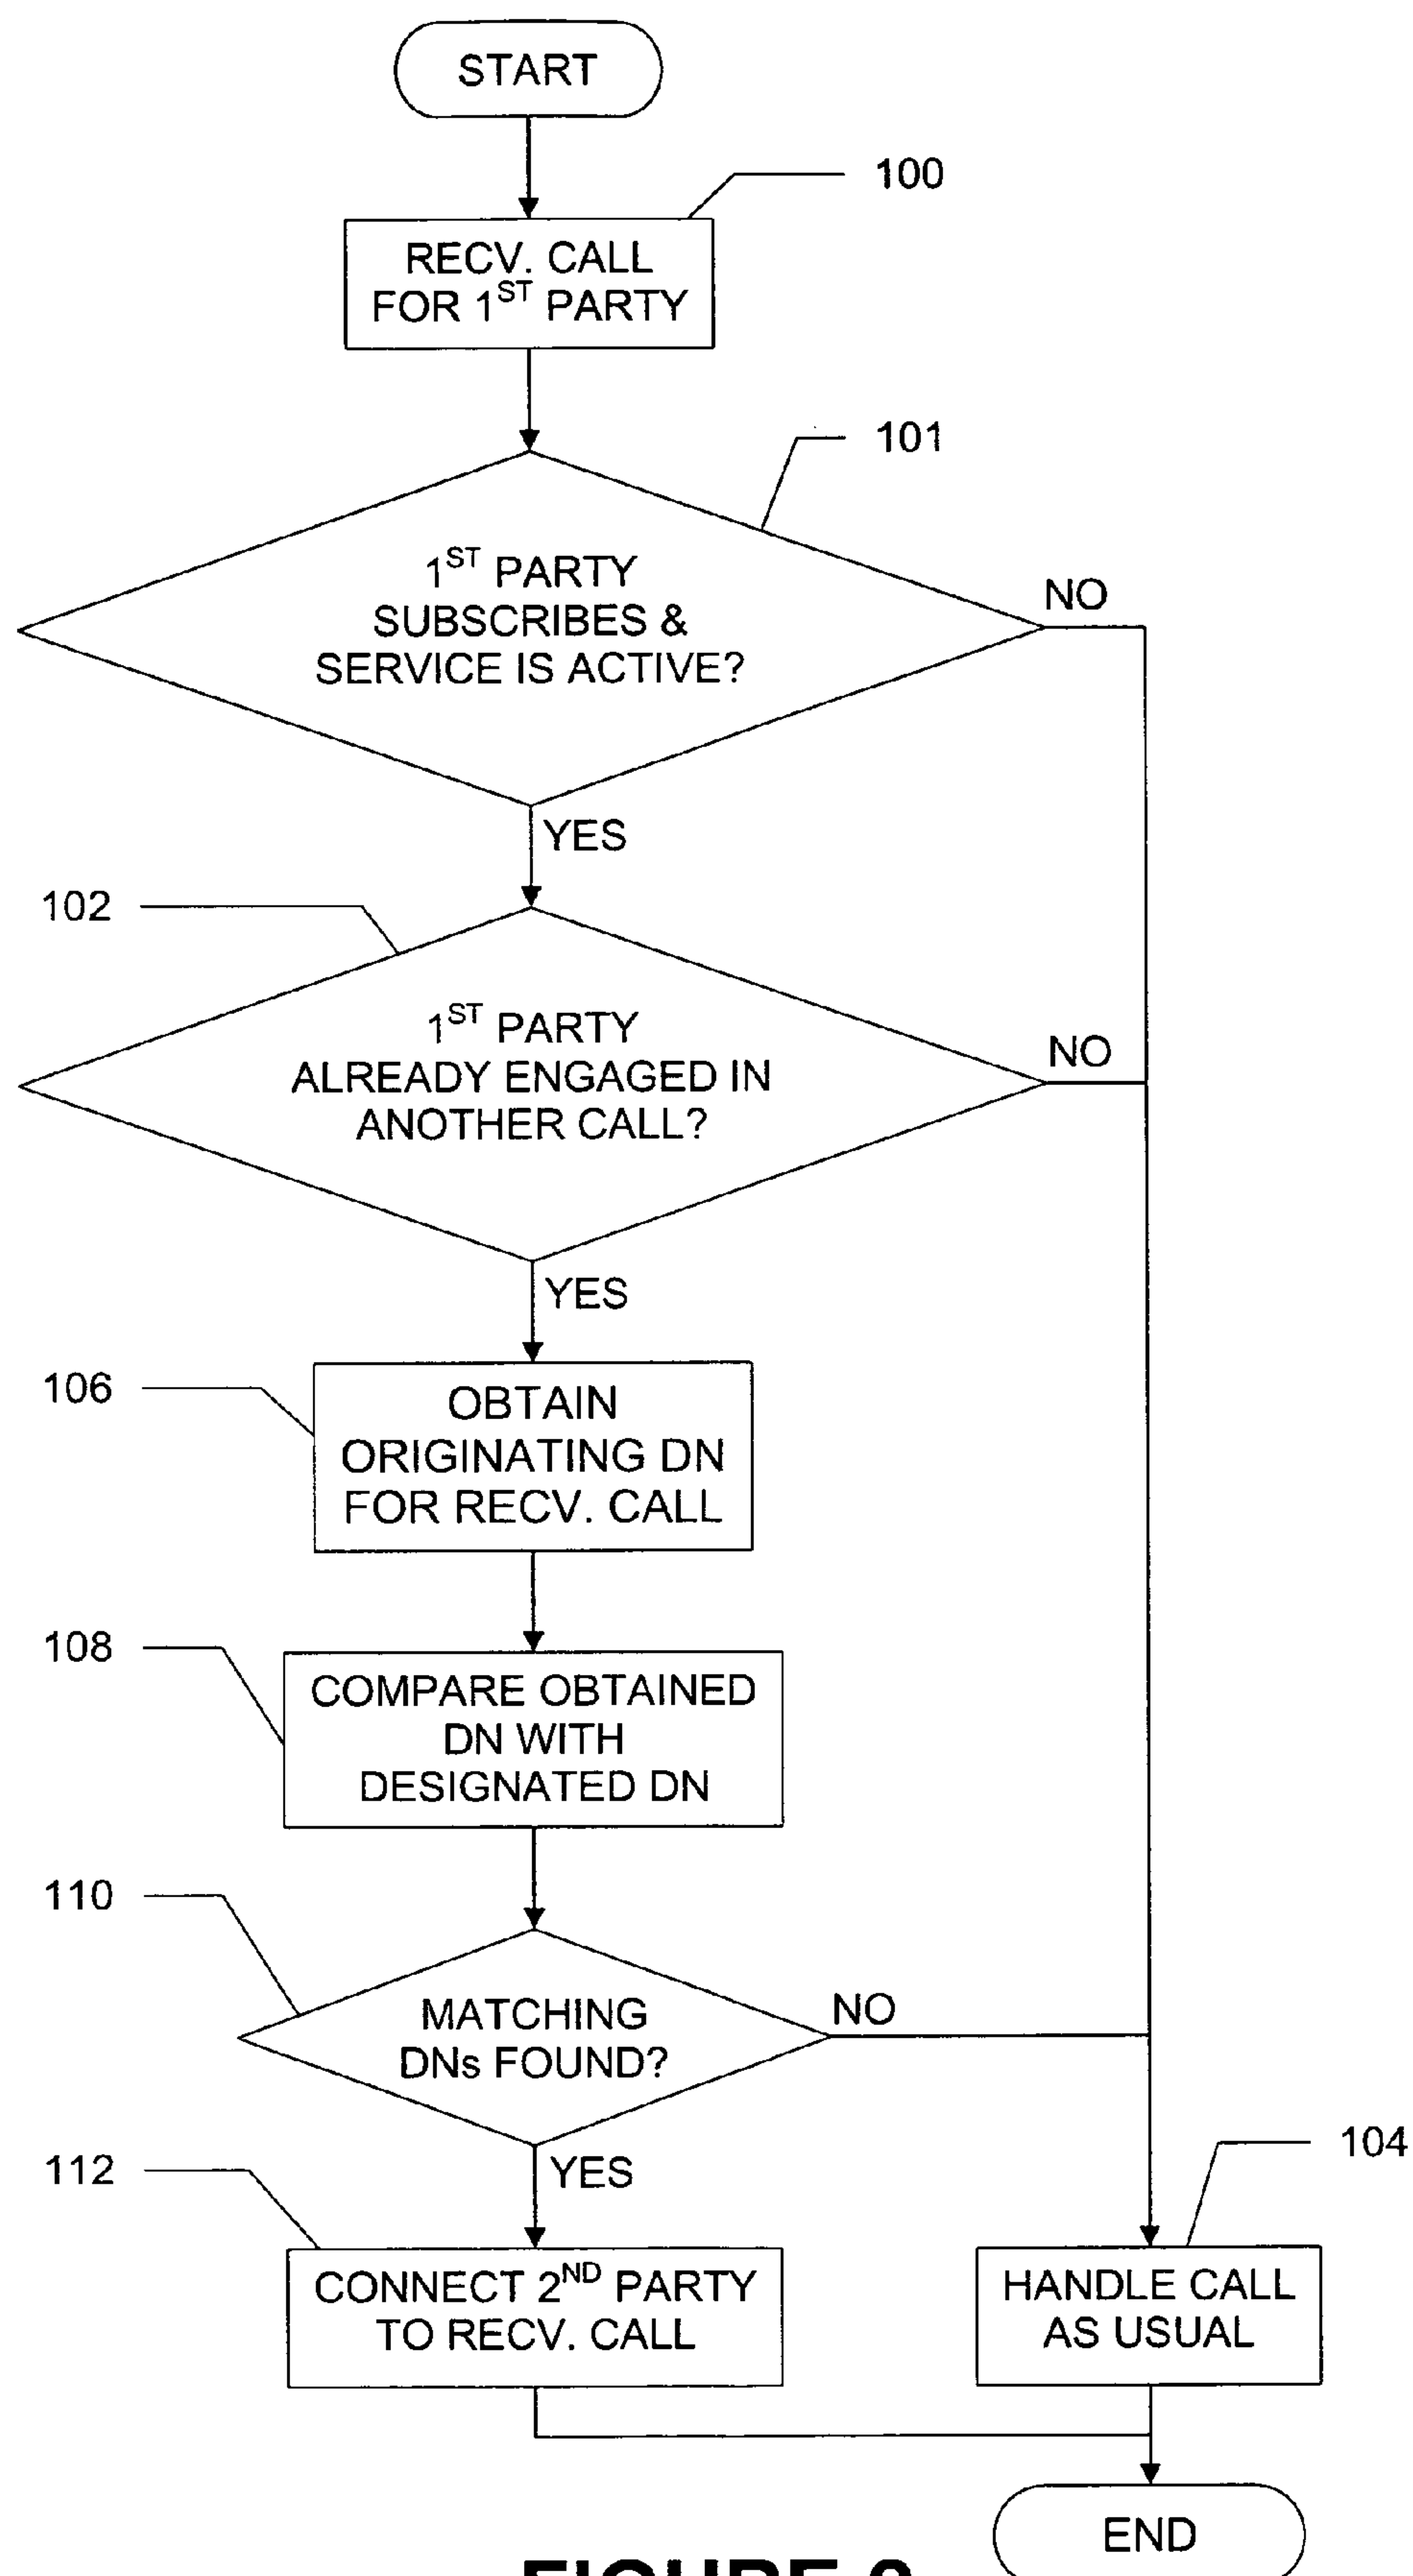 START
100
RECV. CALL
FOR 1ST PARTY
101
1ST PARTY
SUBSCRIBES &
SERVICE IS ACTIVE?
NO
YES
102
1ST PARTY
ALREADY ENGAGED IN
ANOTHER CALL?
NO
YES
106
OBTAIN
ORIGINATING DN
FOR RECV. CALL
108
COMPARE OBTAINED
DN WITH
DESIGNATED DN
110
MATCHING
DNs FOUND?
NO
YES
112
CONNECT 2ND PARTY
TO RECV. CALL
104
HANDLE CALL
AS USUAL
END
FIGURE